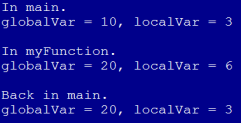 In main.
globalVar = 10, localVar = 3
In myFunction.
globalVar = 20, localVar = 6
Back in main.
globalVar = 20, localVar = 3